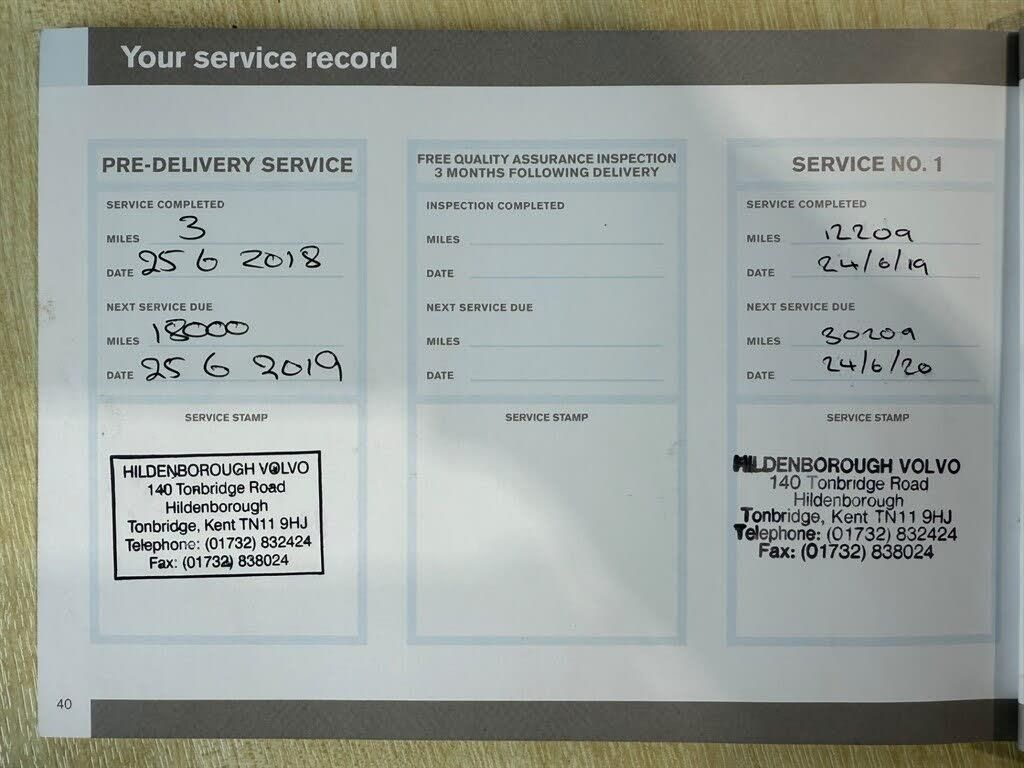 Your service record
PRE-DELIVERY SERVICE
SERVICE COMPLETED
MILES 3
DATE 25 6 2018
NEXT SERVICE DUE
MILES 18000
DATE 25 6 2019
SERVICE STAMP
HILDENBOROUGH VOLVO
140 Tonbridge Road
Hildenborough
Tonbridge, Kent TN11 9HJ
Telephone: (01732) 832424
Fax: (01732) 838024
FREE QUALITY ASSURANCE INSPECTION
3 MONTHS FOLLOWING DELIVERY
INSPECTION COMPLETED
MILES
DATE
NEXT SERVICE DUE
MILES
DATE
SERVICE STAMP
SERVICE NO. 1
SERVICE COMPLETED
MILES 12209
DATE 24/6/19
NEXT SERVICE DUE
MILES 30209
DATE 24/6/20
SERVICE STAMP
HILDENBOROUGH VOLVO
140 Tonbridge Road
Hildenborough
Tonbridge, Kent TN11 9HJ
Telephone: (01732) 832424
Fax: (01732) 838024
40